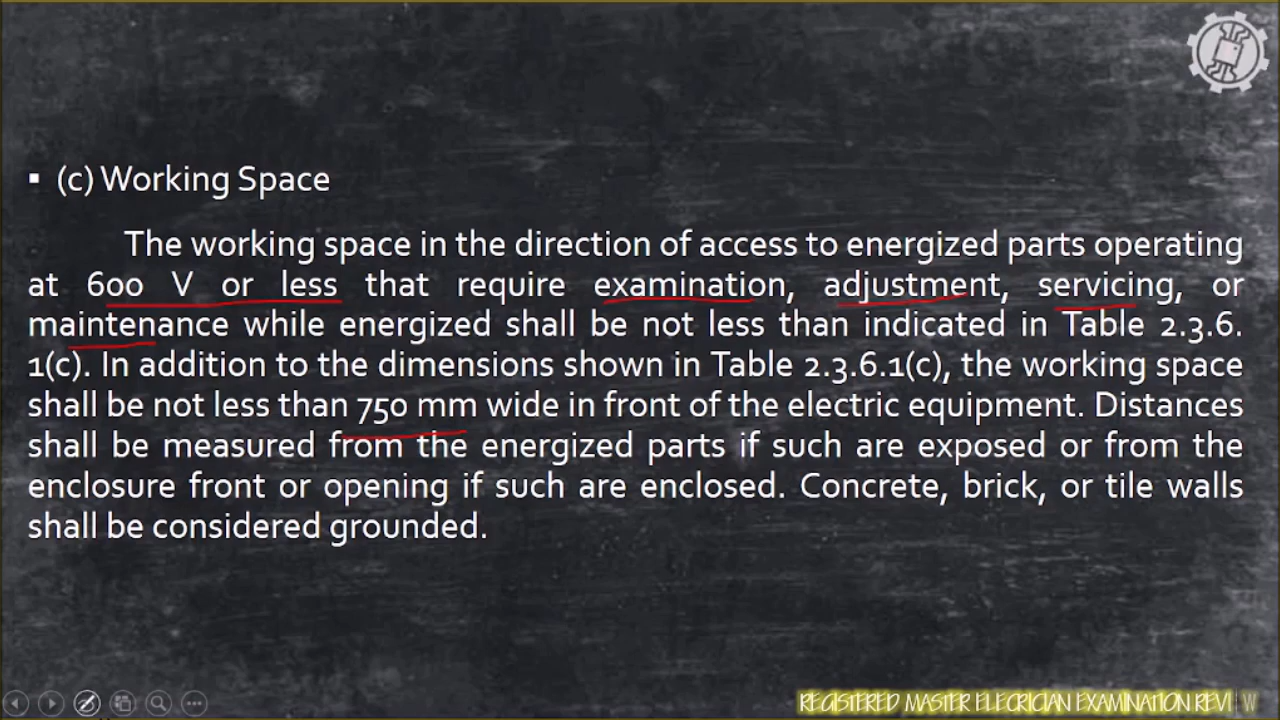 ▪ (c) Working Space
The working space in the direction of access to energized parts operating
at 600 V or less that require examination, adjustment, servicing, or
maintenance while energized shall be not less than indicated in Table 2.3.6.
1(c). In addition to the dimensions shown in Table 2.3.6.1(c), the working space
shall be not less than 750 mm wide in front of the electric equipment. Distances
shall be measured from the energized parts if such are exposed or from the
enclosure front or opening if such are enclosed. Concrete, brick, or tile walls
shall be considered grounded.
REGISTERED MASTER ELECRICIAN EXAMINATION REVI W